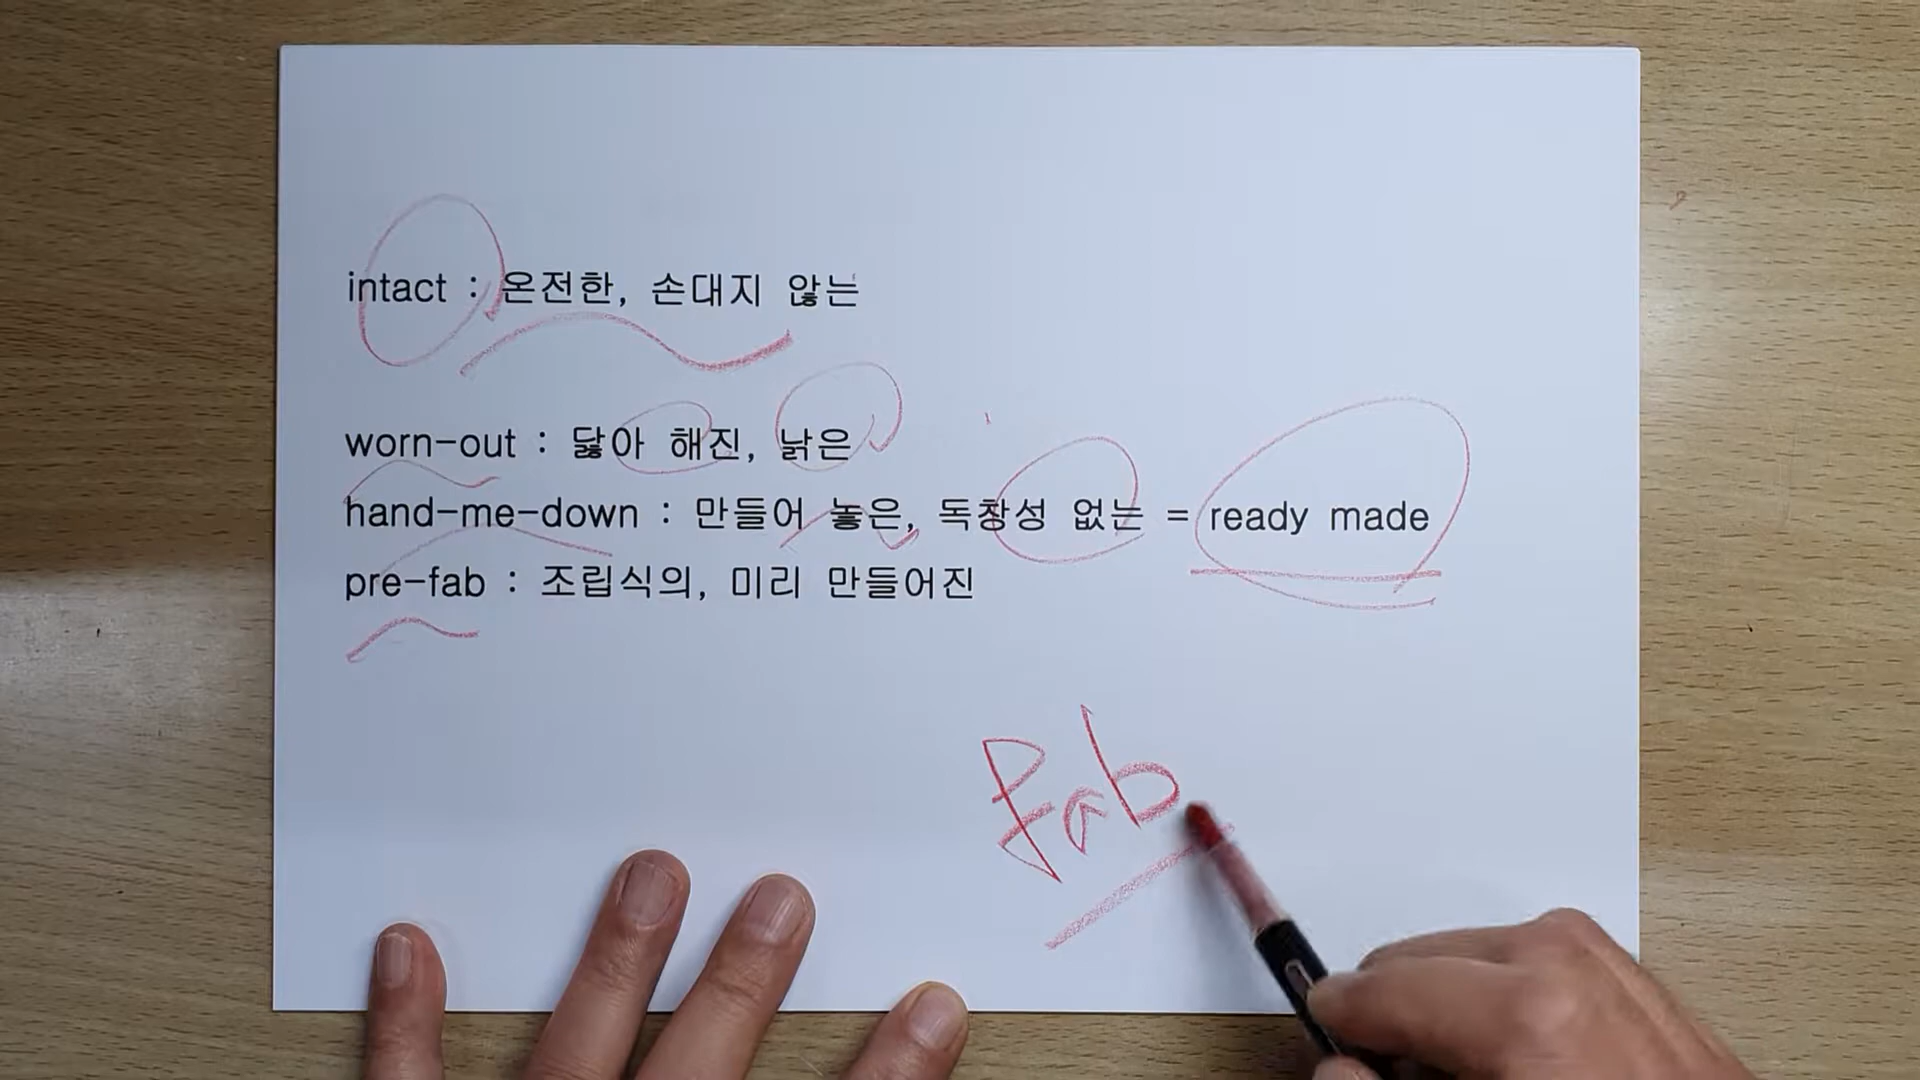 intact : 온전한, 손대지 않는
worn-out : 닳아 해진, 낡은
hand-me-down : 만들어 놓은, 독창성 없는 = ready made
pre-fab : 조립식의, 미리 만들어진
Fab